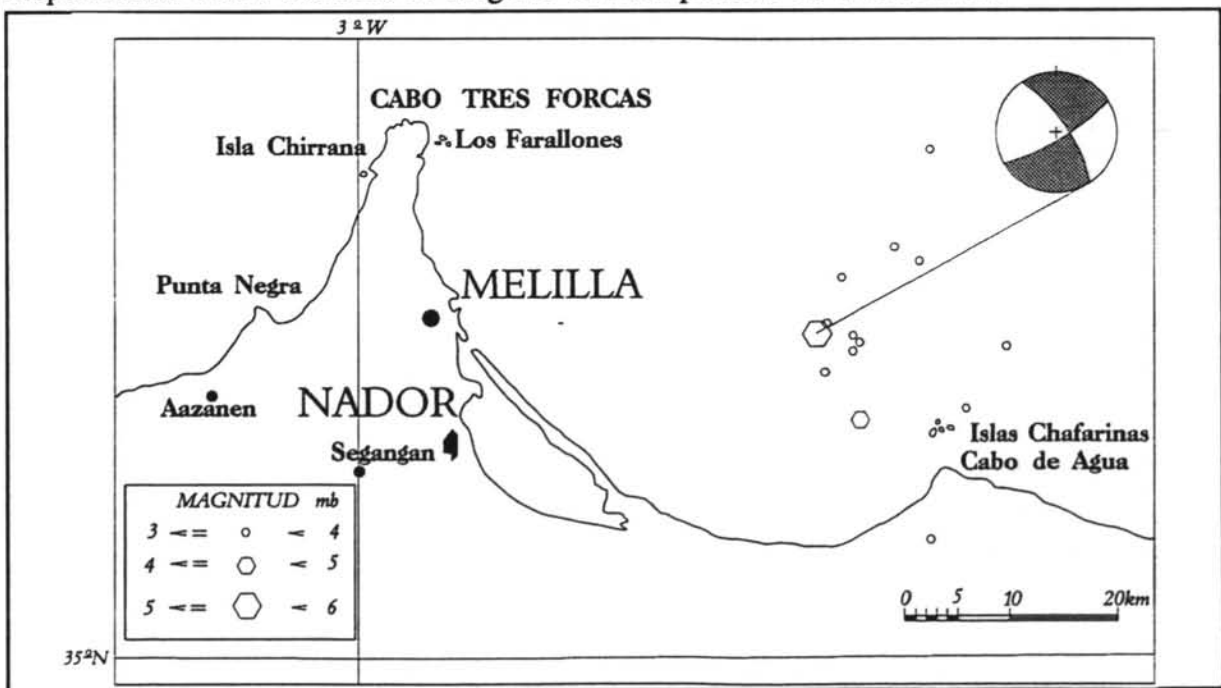 3ºW
CABO TRES FORCAS
Isla Chirrana
Los Farallones
Punta Negra
MELILLA
Aazanen
NADOR
Segangan
Islas Chafarinas
Cabo de Agua
MAGNITUD mb
3 <= < 4
4 <= < 5
5 <= < 6
0 5 10 20km
35ºN